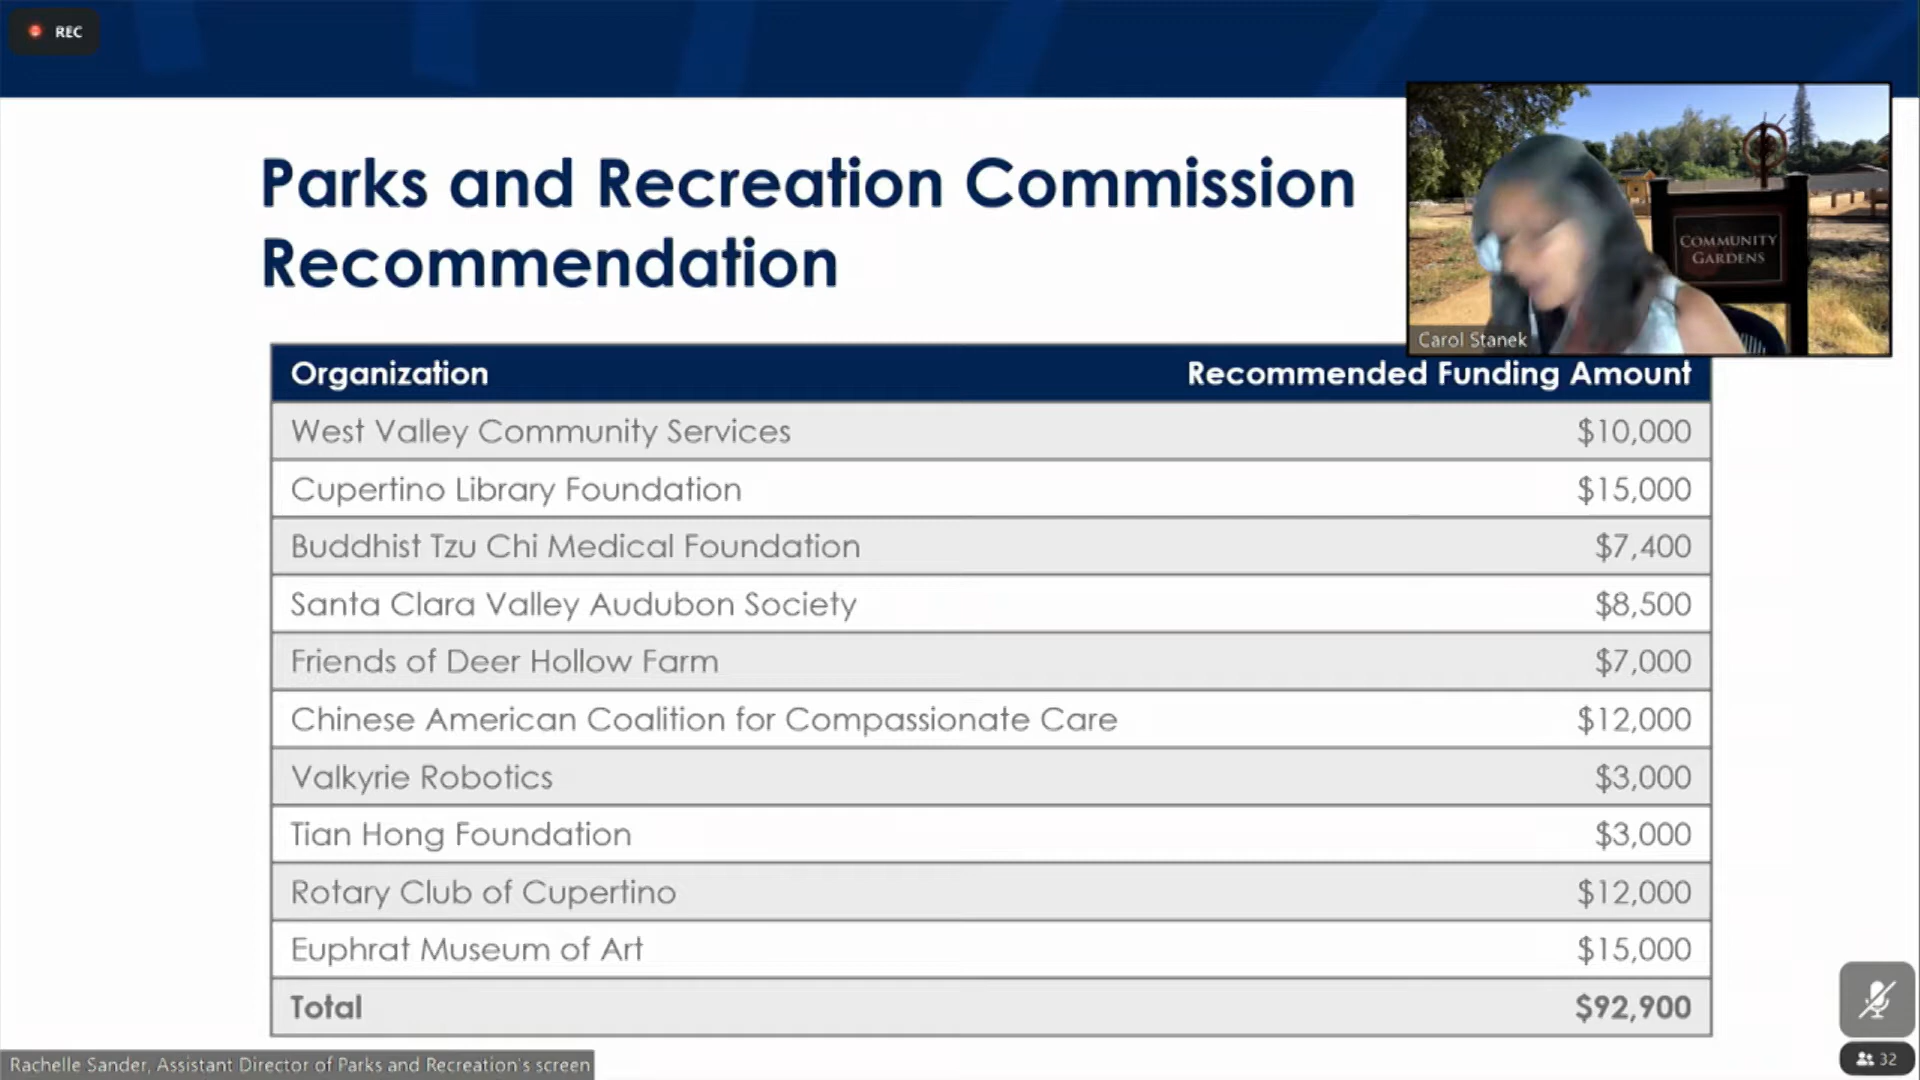 REC
Parks and Recreation Commission
Recommendation
COMMUNITY
GARDENS
Carol Stanek
Organization Recommended Funding Amount
West Valley Community Services $10,000
Cupertino Library Foundation $15,000
Buddhist Tzu Chi Medical Foundation $7,400
Santa Clara Valley Audubon Society $8,500
Friends of Deer Hollow Farm $7,000
Chinese American Coalition for Compassionate Care $12,000
Valkyrie Robotics $3,000
Tian Hong Foundation $3,000
Rotary Club of Cupertino $12,000
Euphrat Museum of Art $15,000
Total $92,900
Rachelle Sander, Assistant Director of Parks and Recreation's screen
32